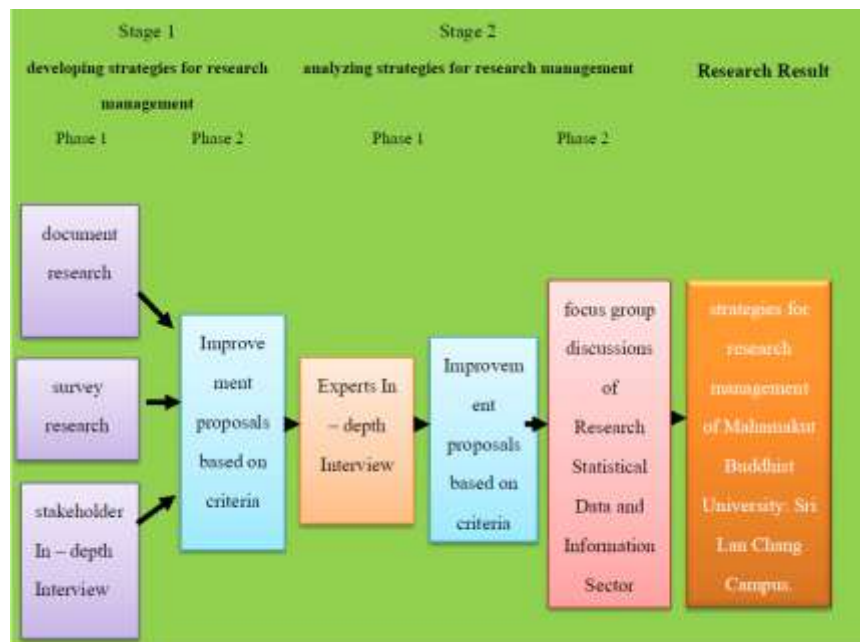 Stage 1
developing strategies for research
management
Phase 1
Phase 2
Stage 2
analyzing strategies for research management
Phase 1
Phase 2
Research Result
document
research
survey
research
stakeholder
In – depth
Interview
Improve
ment
proposals
based on
criteria
Experts In
– depth
Interview
Improvem
ent
proposals
based on
criteria
focus group
discussions
of
Research
Statistical
Data and
Information
Sector
strategies for
research
management
of Mahamakut
Buddhist
University: Sri
Lan Chang
Campus.